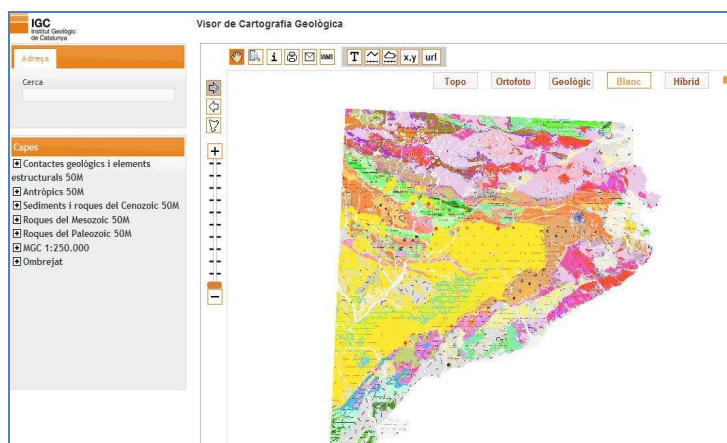 IGC
Institut Geològic
de Catalunya
Visor de Cartografia Geològica
Adreça
Cerca
i
WMS
T
x,y
url
Topo
Ortofoto
Geològic
Blanc
Híbrid
Capes
Contactes geològics i elements
estructurals 50M
Antròpics 50M
Sediments i roques del Cenozoic 50M
Roques del Mesozoic 50M
Roques del Paleozoic 50M
MGC 1:250.000
Ombrejat